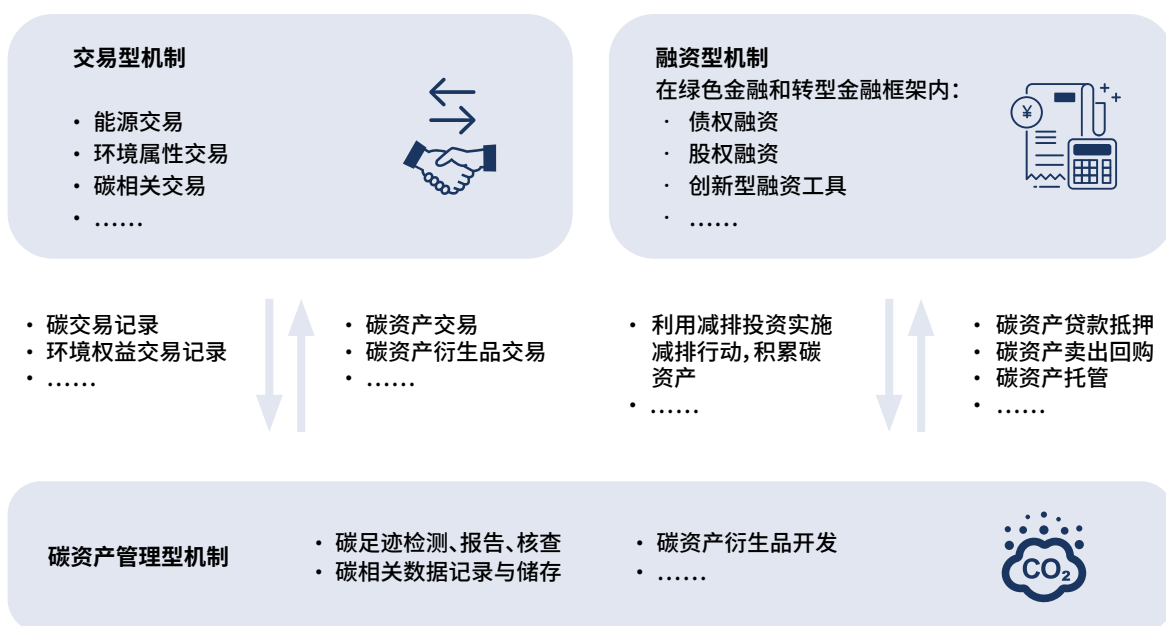 交易型机制
· 能源交易
· 环境属性交易
· 碳相关交易
· ……
融资型机制
在绿色金融和转型金融框架内：
· 债权融资
· 股权融资
· 创新型融资工具
· ……
¥
· 碳交易记录
· 环境权益交易记录
· ……
· 碳资产交易
· 碳资产衍生品交易
· ……
· 利用减排投资实施
减排行动，积累碳
资产
· ……
· 碳资产贷款抵押
· 碳资产卖出回购
· 碳资产托管
· ……
碳资产管理型机制
· 碳足迹检测、报告、核查
· 碳相关数据记录与储存
· 碳资产衍生品开发
· ……
CO₂